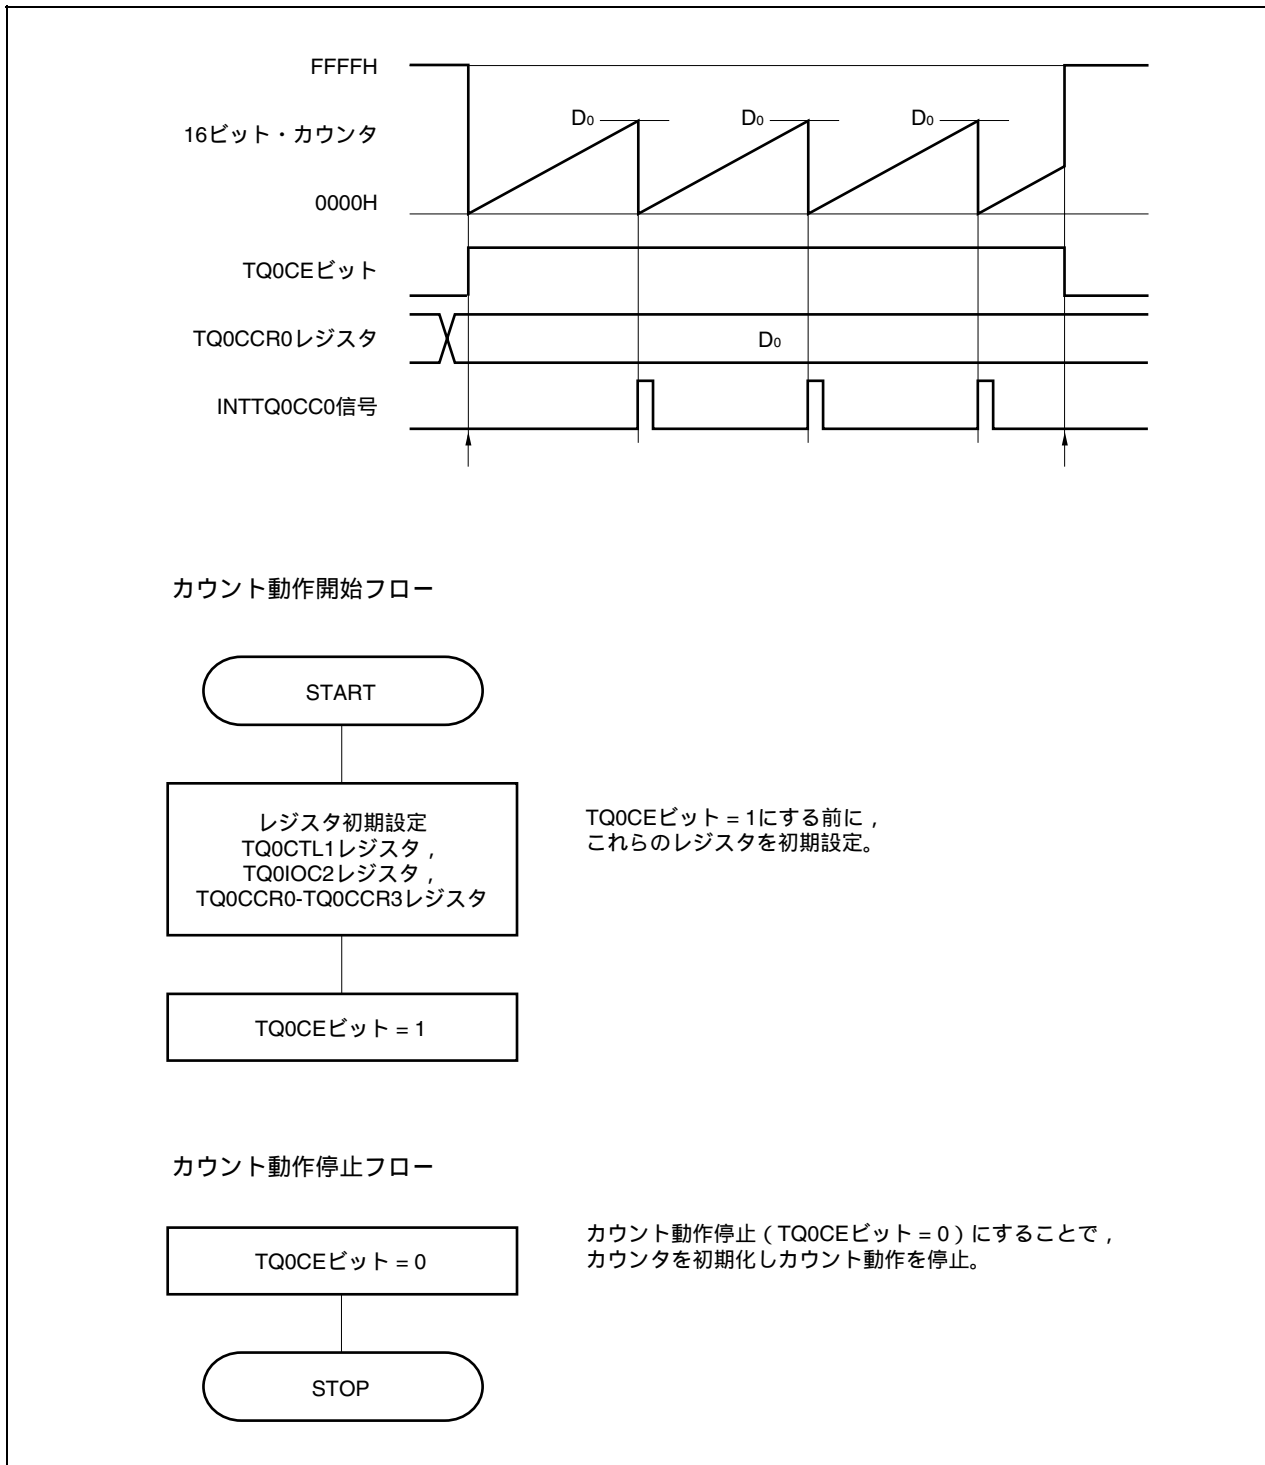 FFFFH
16ビット・カウンタ
D0
D0
D0
0000H
TQ0CEビット
TQ0CCR0レジスタ
D0
INTTQ0CC0信号
カウント動作開始フロー
START
レジスタ初期設定
TQ0CTL1レジスタ，
TQ0IOC2レジスタ，
TQ0CCR0-TQ0CCR3レジスタ
TQ0CEビット = 1にする前に，
これらのレジスタを初期設定。
TQ0CEビット = 1
カウント動作停止フロー
TQ0CEビット = 0
カウント動作停止（TQ0CEビット = 0）にすることで，
カウンタを初期化しカウント動作を停止。
STOP